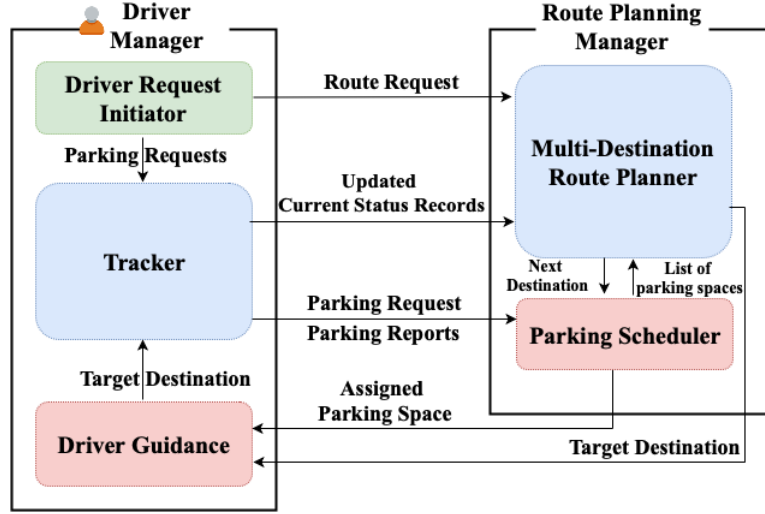 Driver
Manager
Route Planning
Manager
Driver Request
Initiator
Route Request
Parking Requests
Multi-Destination
Route Planner
Updated
Current Status Records
Tracker
Next
Destination
List of
parking spaces
Parking Request
Parking Reports
Parking Scheduler
Target Destination
Assigned
Parking Space
Driver Guidance
Target Destination